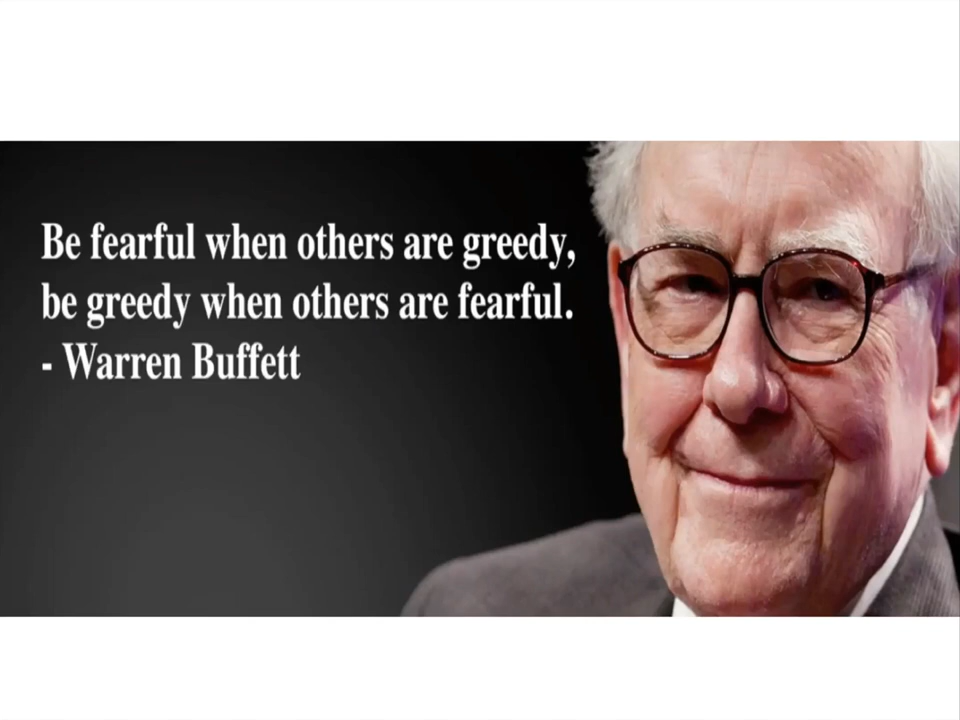 Be fearful when others are greedy,
be greedy when others are fearful.
- Warren Buffett